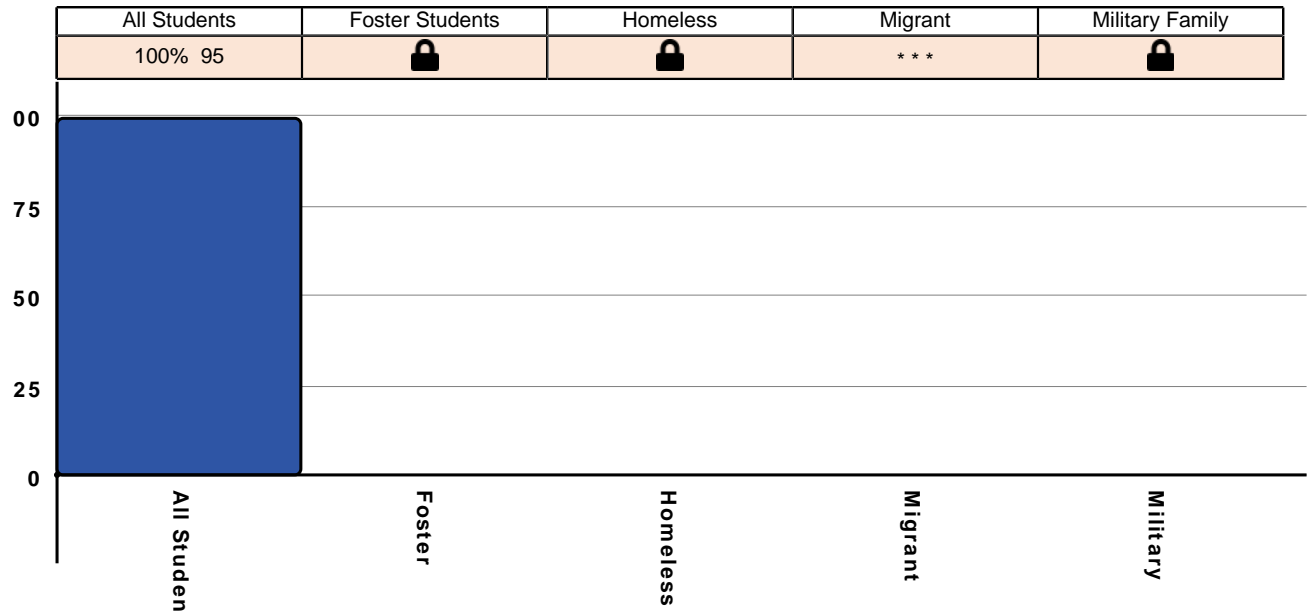 All Students Foster Students Homeless Migrant Military Family
100% 95 * * *
00
75
50
25
0
All Studen
Foster
Homeless
Migrant
Military